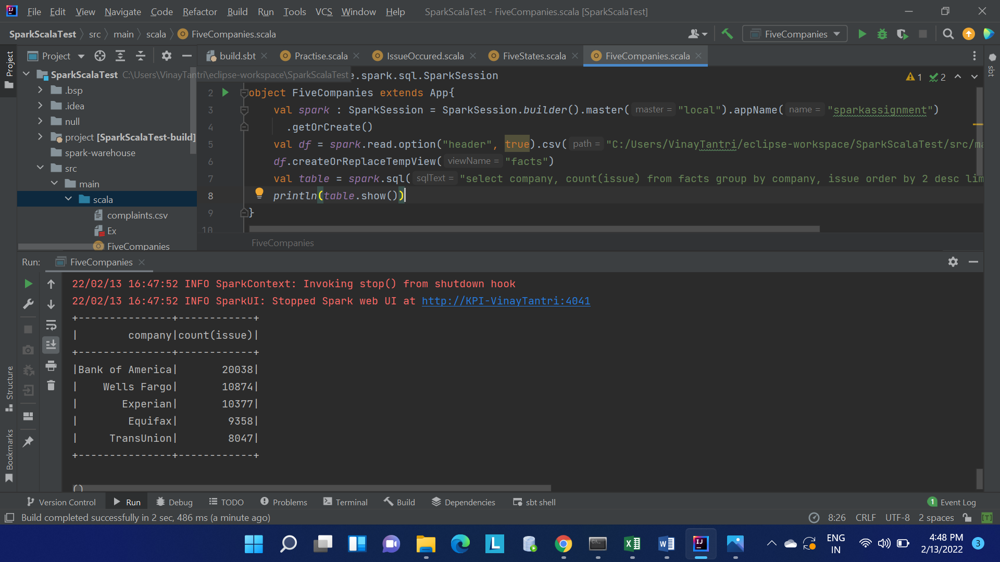 File Edit View Navigate Code Refactor Build Run Tools VCS Window Help SparkScalaTest - FiveCompanies.scala [SparkScalaTest]
SparkScalaTest src main scala FiveCompanies.scala
FiveCompanies
Project
build.sbt Practise.scala IssueOccured.scala FiveStates.scala FiveCompanies.scala
Project
sbt
SparkScalaTest C:\Users\VinayTantri\eclipse-workspace\SparkScalaTest
.bsp
.idea
null
project [SparkScalaTest-build]
spark-warehouse
src
main
scala
complaints.csv
Ex
FiveCompanies
e.spark.sql.SparkSession
1 2
2 object FiveCompanies extends App{
3 val spark : SparkSession = SparkSession.builder().master( master = "local").appName( name = "sparkassignment")
4 .getOrCreate()
5 val df = spark.read.option("header", true).csv( path = "C:/Users/VinayTantri/eclipse-workspace/SparkScalaTest/src/ma
6 df.createOrReplaceTempView( viewName = "facts")
7 val table = spark.sql( sqlText = "select company, count(issue) from facts group by company, issue order by 2 desc lim
8 println(table.show())
9 }
10
FiveCompanies
Run: FiveCompanies
22/02/13 16:47:52 INFO SparkContext: Invoking stop() from shutdown hook
22/02/13 16:47:52 INFO SparkUI: Stopped Spark web UI at http://KPI-VinayTantri:4041
+---------------+------------+
|        company|count(issue)|
+---------------+------------+
|Bank of America|       20038|
|    Wells Fargo|       10874|
|       Experian|       10377|
|        Equifax|        9358|
|     TransUnion|        8047|
+---------------+------------+
()
Structure
Bookmarks
Version Control Run Debug TODO Problems Terminal Build Dependencies sbt shell 1 Event Log
Build completed successfully in 2 sec, 486 ms (a minute ago) 8:26 CRLF UTF-8 2 spaces [T]
ENG
IN
4:48 PM
2/13/2022
3